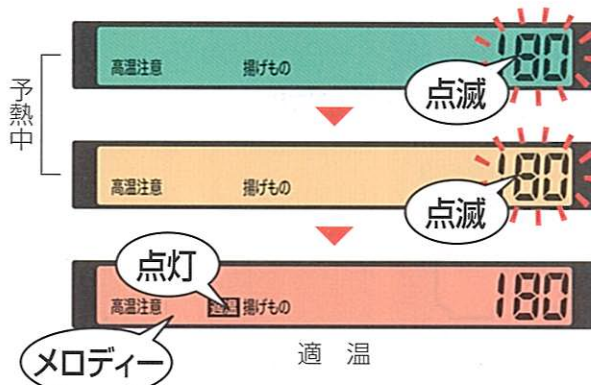 予熱中
高温注意 揚げもの 180
点滅
高温注意 揚げもの 180
点滅
点灯
高温注意 適温 揚げもの 180
メロディー
適温